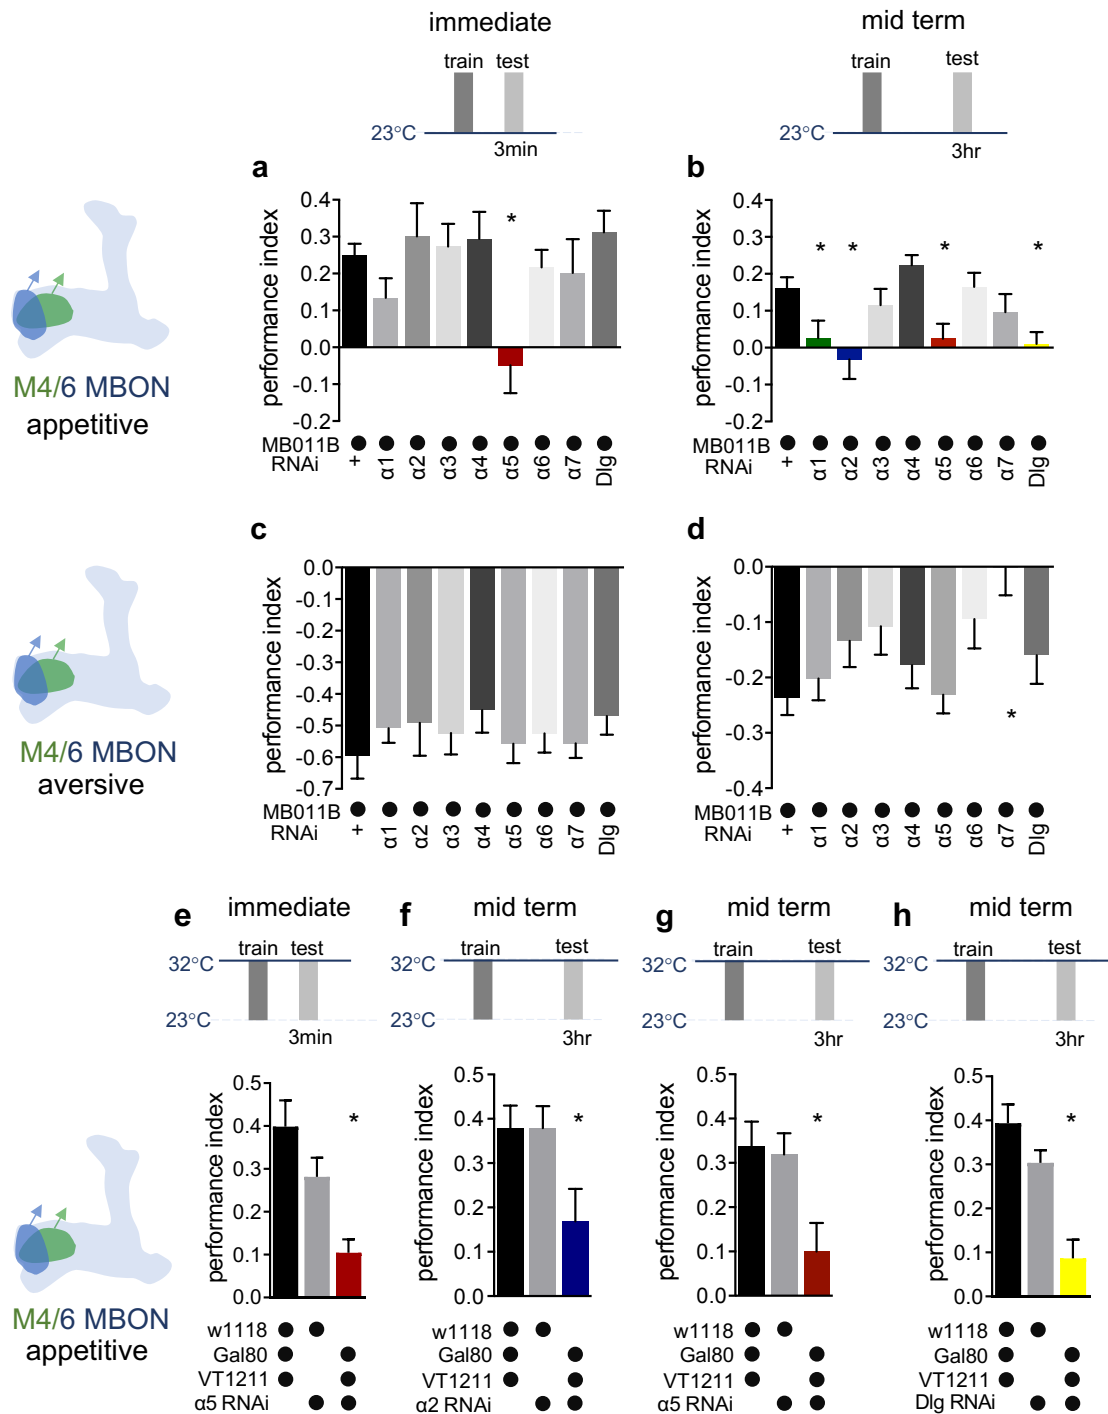 immediate
train test
23°C
3min
mid term
train test
23°C
3hr
a
performance index
0.4
0.3
0.2
0.1
0.0
-0.1
-0.2
*
MB011B
RNAi + α1 α2 α3 α4 α5 α6 α7 Dlg
b
performance index
0.4
0.3
0.2
0.1
0.0
-0.1
-0.2
* * * *
MB011B
RNAi + α1 α2 α3 α4 α5 α6 α7 Dlg
M4/6 MBON
appetitive
c
performance index
0.0
-0.1
-0.2
-0.3
-0.4
-0.5
-0.6
-0.7
MB011B
RNAi + α1 α2 α3 α4 α5 α6 α7 Dlg
d
performance index
0.0
-0.1
-0.2
-0.3
-0.4
*
MB011B
RNAi + α1 α2 α3 α4 α5 α6 α7 Dlg
M4/6 MBON
aversive
e
immediate
train test
32°C
23°C
3min
performance index
0.5
0.4
0.3
0.2
0.1
0.0
*
w1118
Gal80
VT1211
α5 RNAi
f
mid term
train test
32°C
23°C
3hr
performance index
0.5
0.4
0.3
0.2
0.1
0.0
*
w1118
Gal80
VT1211
α2 RNAi
g
mid term
train test
32°C
23°C
3hr
performance index
0.5
0.4
0.3
0.2
0.1
0.0
*
w1118
Gal80
VT1211
α5 RNAi
h
mid term
train test
32°C
23°C
3hr
performance index
0.5
0.4
0.3
0.2
0.1
0.0
*
w1118
Gal80
VT1211
Dlg RNAi
M4/6 MBON
appetitive